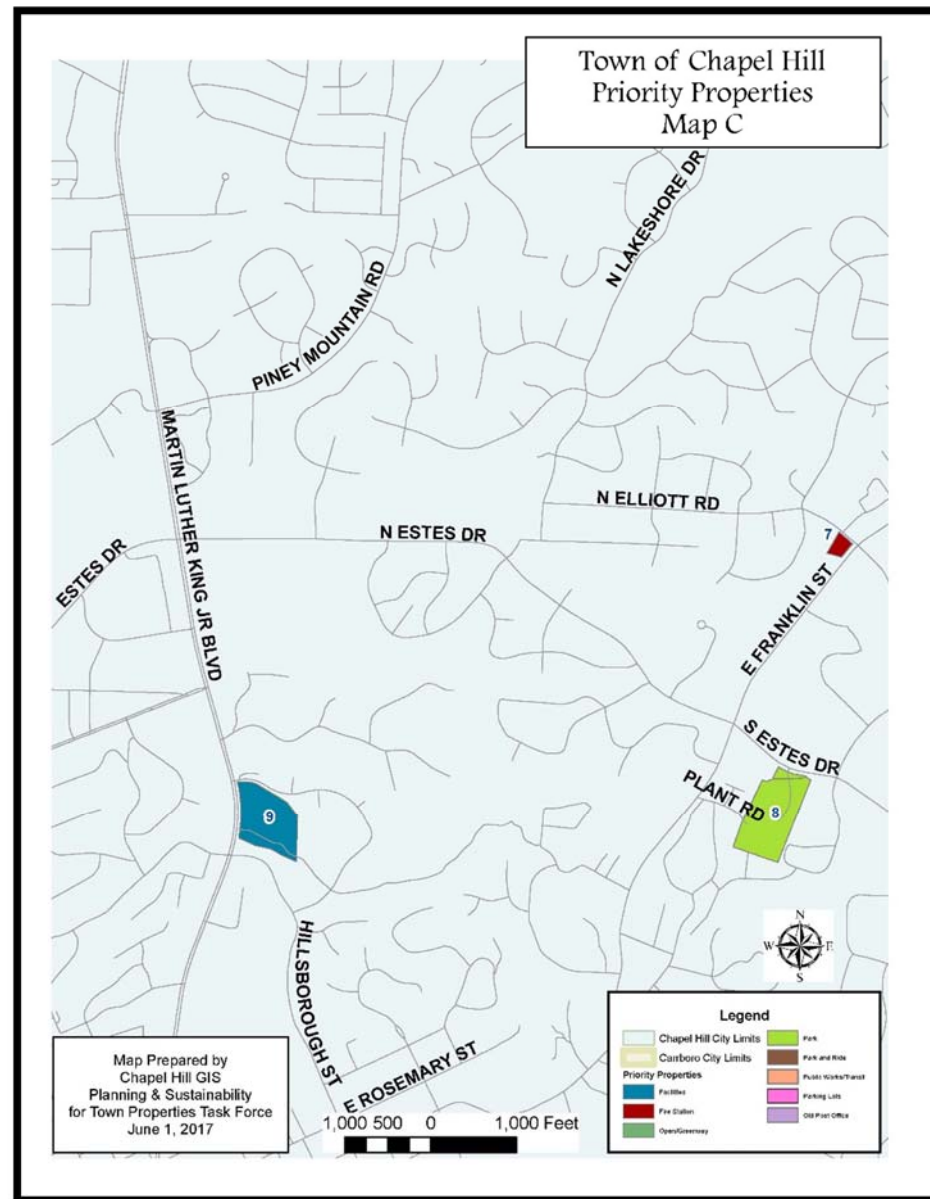 Town of Chapel Hill
Priority Properties
Map C
N LAKESHORE DR
PINEY MOUNTAIN RD
MARTIN LUTHER KING JR BLVD
N ELLIOTT RD
7
N ESTES DR
ESTES DR
E FRANKLIN ST
S ESTES DR
PLANT RD
8
9
HILLSBOROUGH ST
E ROSEMARY ST
N
W E
S
Legend
Chapel Hill City Limits
Carrboro City Limits
Priority Properties
Facilities
Fire Station
Open/Greenway
Park
Park and Ride
Public Works/Transit
Parking Lots
Old Post Office
Map Prepared by
Chapel Hill GIS
Planning & Sustainability
for Town Properties Task Force
June 1, 2017
1,000 500 0 1,000 Feet